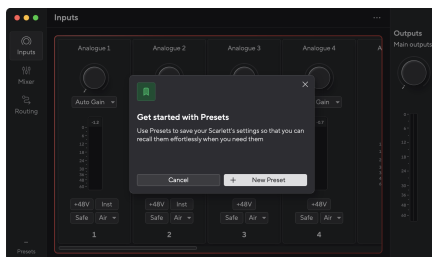 Inputs
Outputs
Main outputs
Inputs
Mixer
Routing
Presets
Analogue 1
Analogue 2
Analogue 3
Analogue 4
A
Auto Gain
Gain
Get started with Presets
Use Presets to save your Scarlett's settings so that you can
recall them effortlessly when you need them
Cancel
+ New Preset
+48V Inst
+48V Inst
+48V
+48V
Safe Air
Safe Air
Safe Air
Safe Air
1
2
3
4